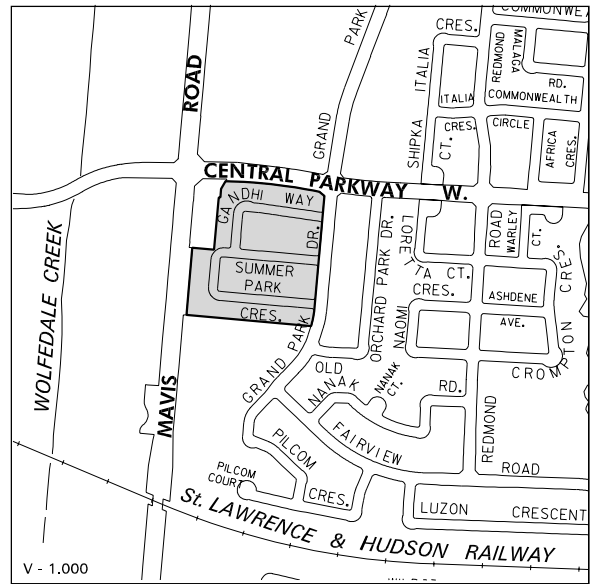 COMMONWEALTH
CRES.
PARK
GRAND
MAVIS
ROAD
ITALIA
SHIPKA
REDMOND
MALAGA
RD.
ITALIA
COMMONWEALTH
CRES.
CIRCLE
CT.
AFRICA
CRES.
CENTRAL PARKWAY W.
GANDHI WAY
DR.
SUMMER
PARK
CRES.
GRAND PARK
ORCHARD PARK DR.
LORETTA CT.
CRES.
NAOMI
ROAD
WARLEY
CT.
ASHDENE
AVE.
CROMPTON CRES.
WOLFEDALE CREEK
OLD
NANAK
NANAK
CT.
RD.
REDMOND
FAIRVIEW
ROAD
PILCOM
CRES.
PILCOM
COURT
LUZON CRESCENT
St. LAWRENCE & HUDSON RAILWAY
V - 1.000